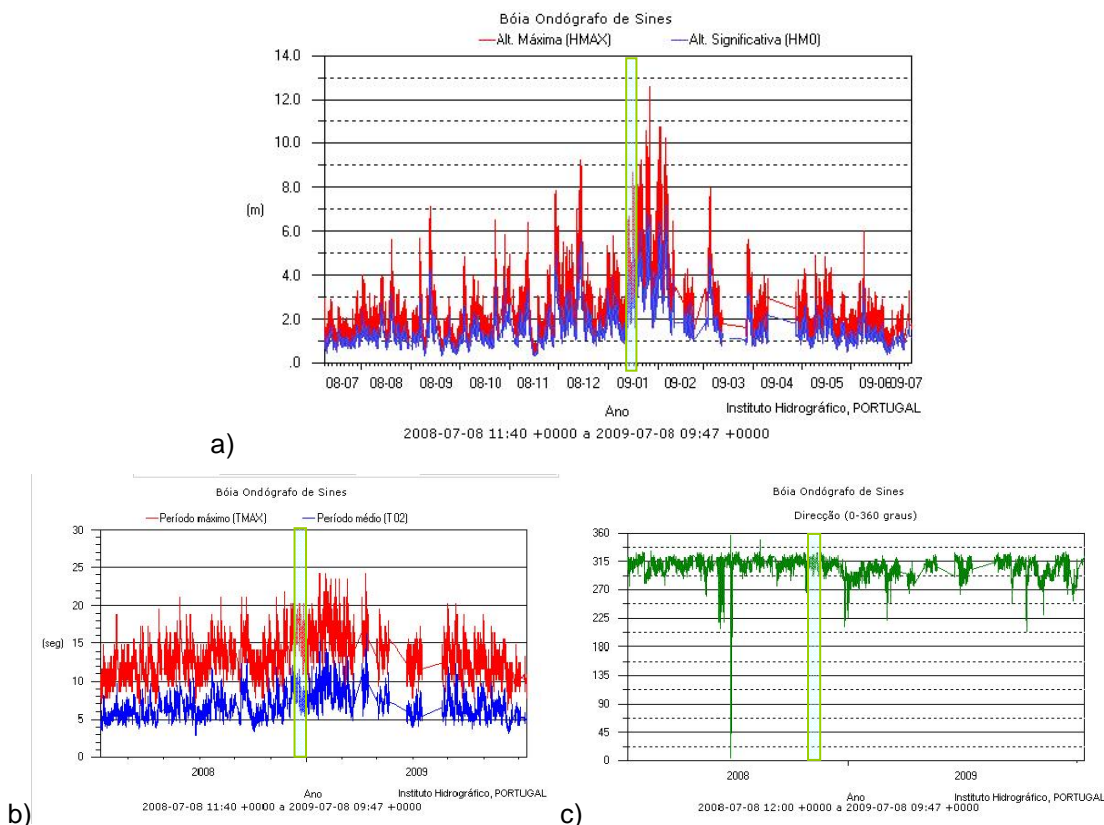 Bóia Ondógrafo de Sines
Alt. Máxima (HMAX) Alt. Significativa (HM0)
14.0
12.0
10.0
8.0
(m)
6.0
4.0
2.0
.0
08-07 08-08 08-09 08-10 08-11 08-12 09-01 09-02 09-03 09-04 09-05 09-06 09-07
Ano Instituto Hidrográfico, PORTUGAL
2008-07-08 11:40 +0000 a 2009-07-08 09:47 +0000
a)
Bóia Ondógrafo de Sines
Período máximo (TMAX) Período médio (T02)
30
25
20
15
(seg)
10
5
0
2008 2009
Ano
Instituto Hidrográfico, PORTUGAL
2008-07-08 11:40 +0000 a 2009-07-08 09:47 +0000
b)
Bóia Ondógrafo de Sines
Direcção (0-360 graus)
360
315
270
225
180
135
90
45
0
2008 2009
Ano Instituto Hidrográfico, PORTUGAL
2008-07-08 12:00 +0000 a 2009-07-08 09:47 +0000
c)